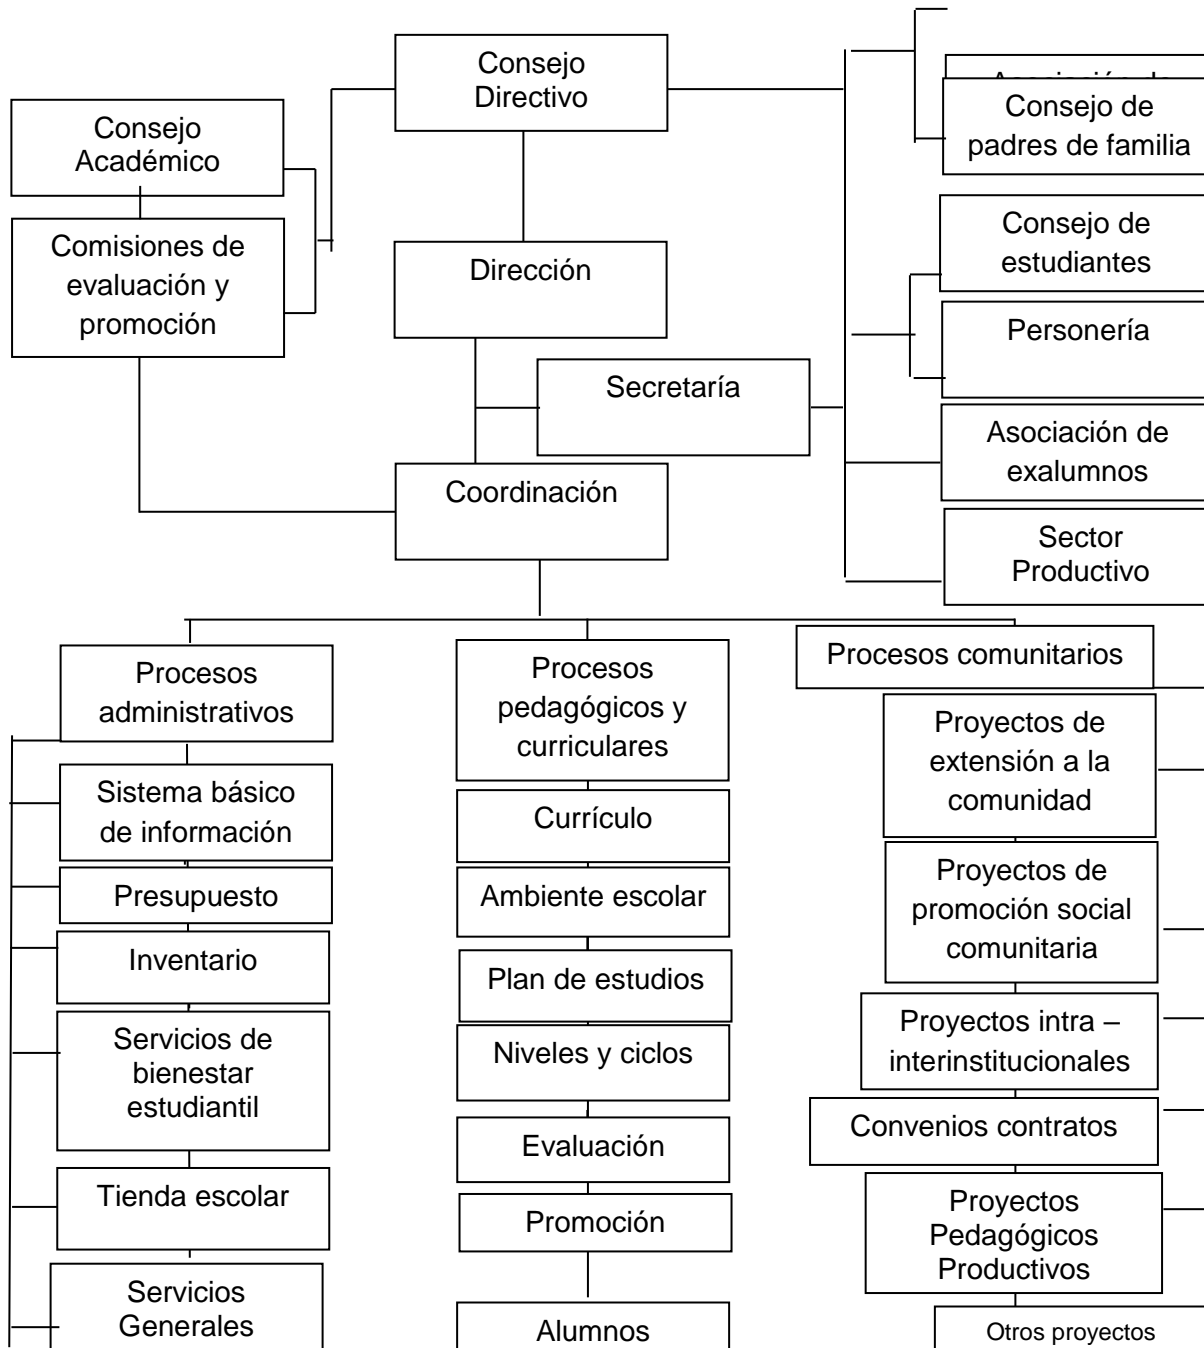 Consejo
Directivo
Consejo
Académico
Comisiones de
evaluación y
promoción
Dirección
Secretaría
Coordinación
Asociación de
Consejo de
padres de familia
Consejo de
estudiantes
Personería
Asociación de
exalumnos
Sector
Productivo
Procesos
administrativos
Sistema básico
de información
Presupuesto
Inventario
Servicios de
bienestar
estudiantil
Tienda escolar
Servicios
Generales
Procesos
pedagógicos y
curriculares
Currículo
Ambiente escolar
Plan de estudios
Niveles y ciclos
Evaluación
Promoción
Alumnos
Procesos comunitarios
Proyectos de
extensión a la
comunidad
Proyectos de
promoción social
comunitaria
Proyectos intra –
interinstitucionales
Convenios contratos
Proyectos
Pedagógicos
Productivos
Otros proyectos